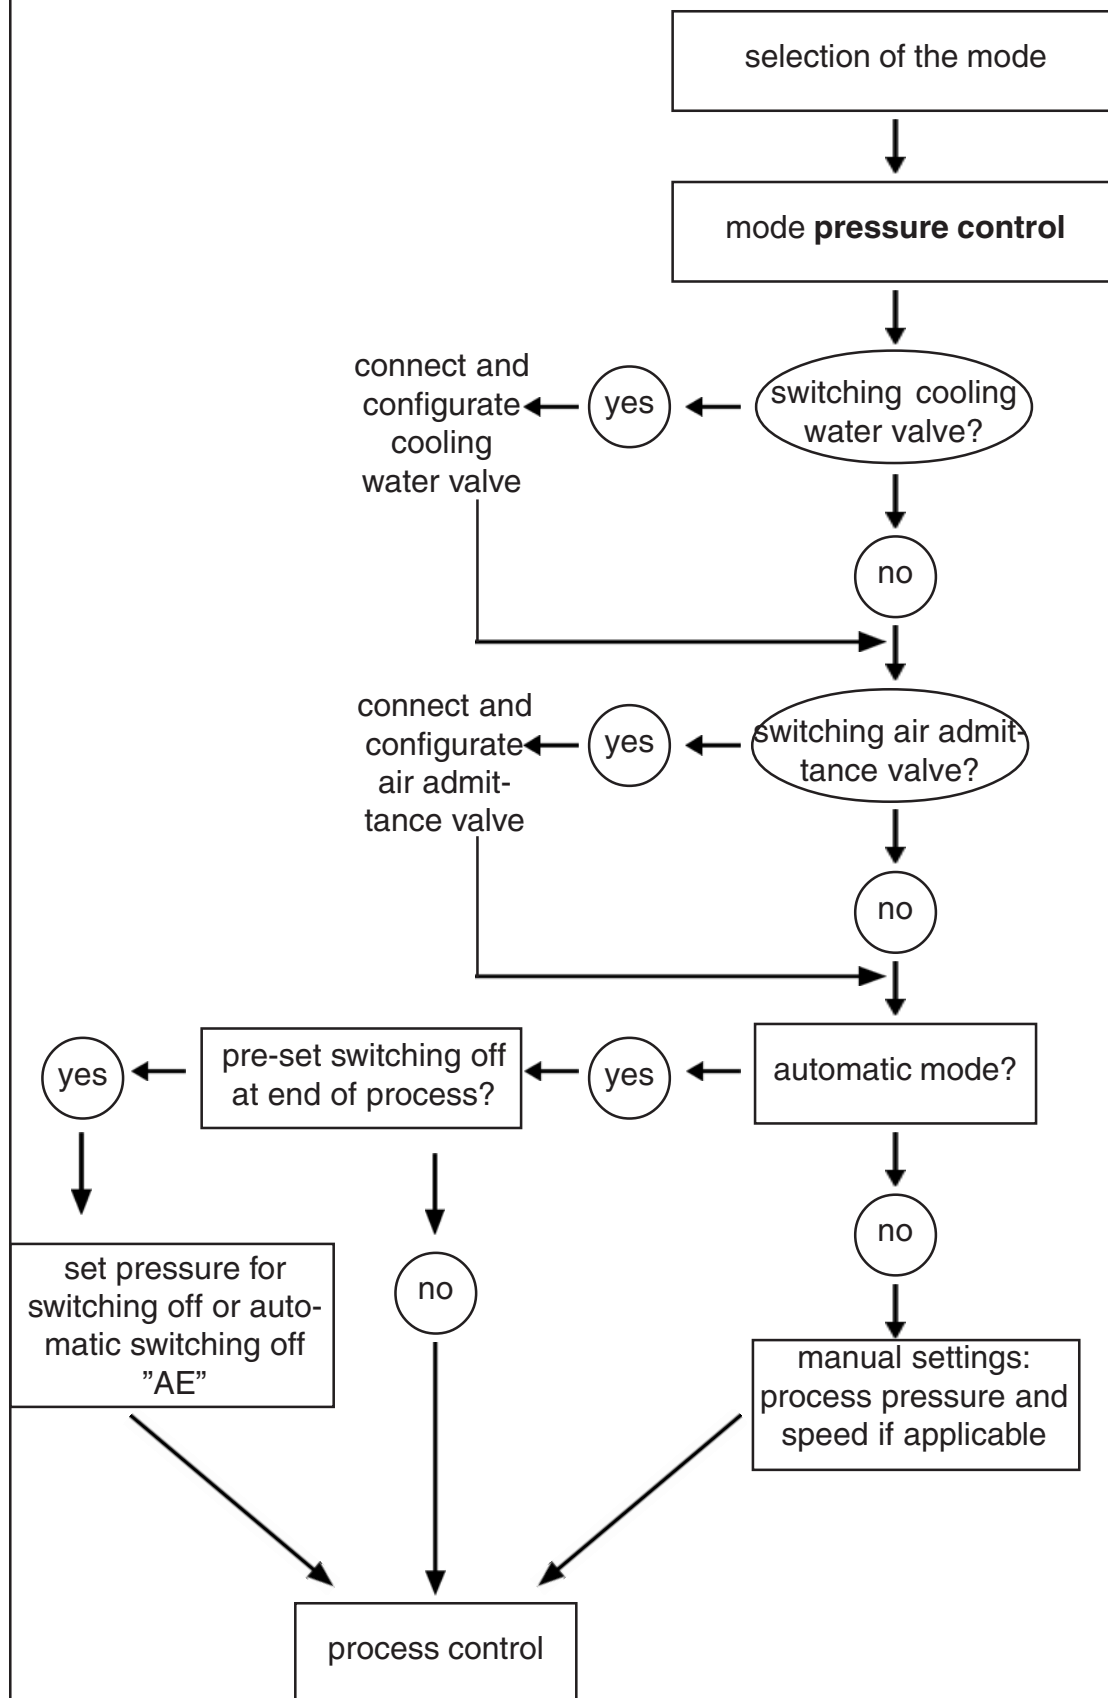 selection of the mode
mode pressure control
switching cooling
water valve?
yes
connect and
configurate
cooling
water valve
no
switching air admit-
tance valve?
yes
connect and
configurate
air admit-
tance valve
no
automatic mode?
yes
pre-set switching off
at end of process?
yes
no
no
set pressure for
switching off or auto-
matic switching off
”AE”
manual settings:
process pressure and
speed if applicable
process control